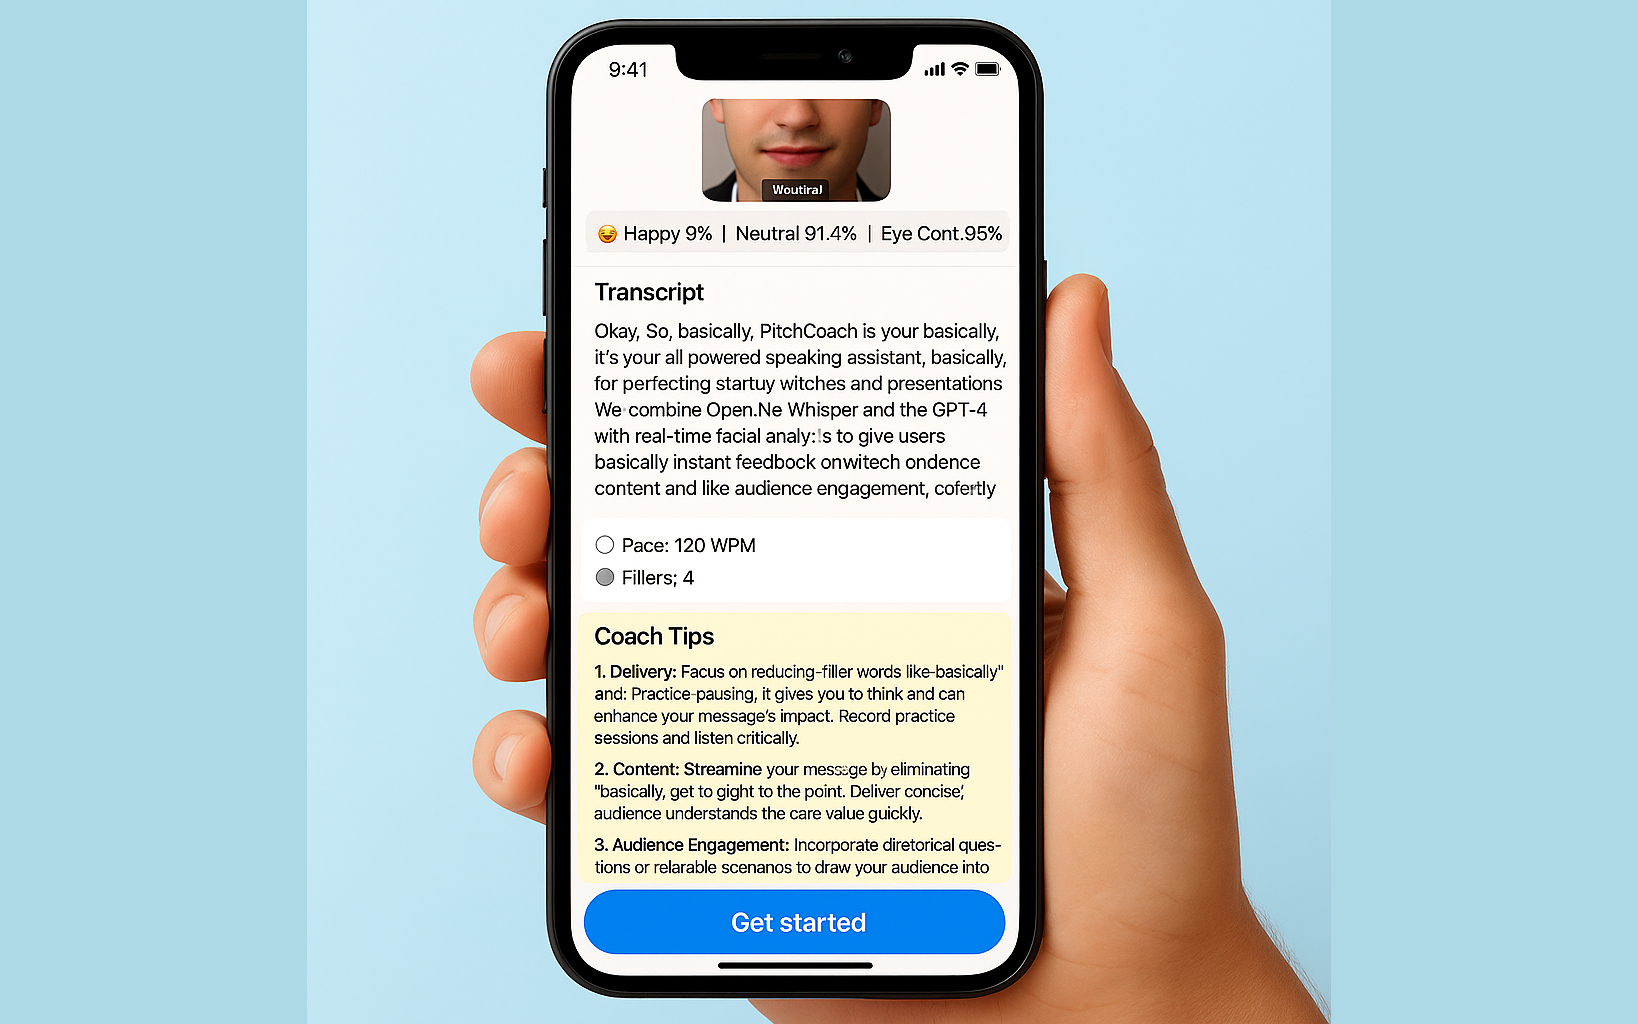 9:41
Woutiral
😄 Happy 9% | Neutral 91.4% | Eye Cont.95%
Transcript
Okay, So, basically, PitchCoach is your basically,
it's your all powered speaking assistant, basically,
for perfecting startuy witches and presentations
We combine Open.Ne Whisper and the GPT-4
with real-time facial to give users
basically instant feedbock onwitech ondence
content and like audience engagement,
Pace: 120 WPM
Fillers; 4
Coach Tips
1. Delivery: Focus on reducing-filler words like-basically"
and: Practice-pausing, it gives you to think and can
enhance your message's impact. Record practice
sessions and listen critically.
2. Content: Streamine your message by eliminating
"basically, get to gight to the point. Deliver concise,'
audience understands the care value guickly.
3. Audience Engagement: Incorporate diretorical ques-
tions or relarable scenanos to draw your audience into
Get started